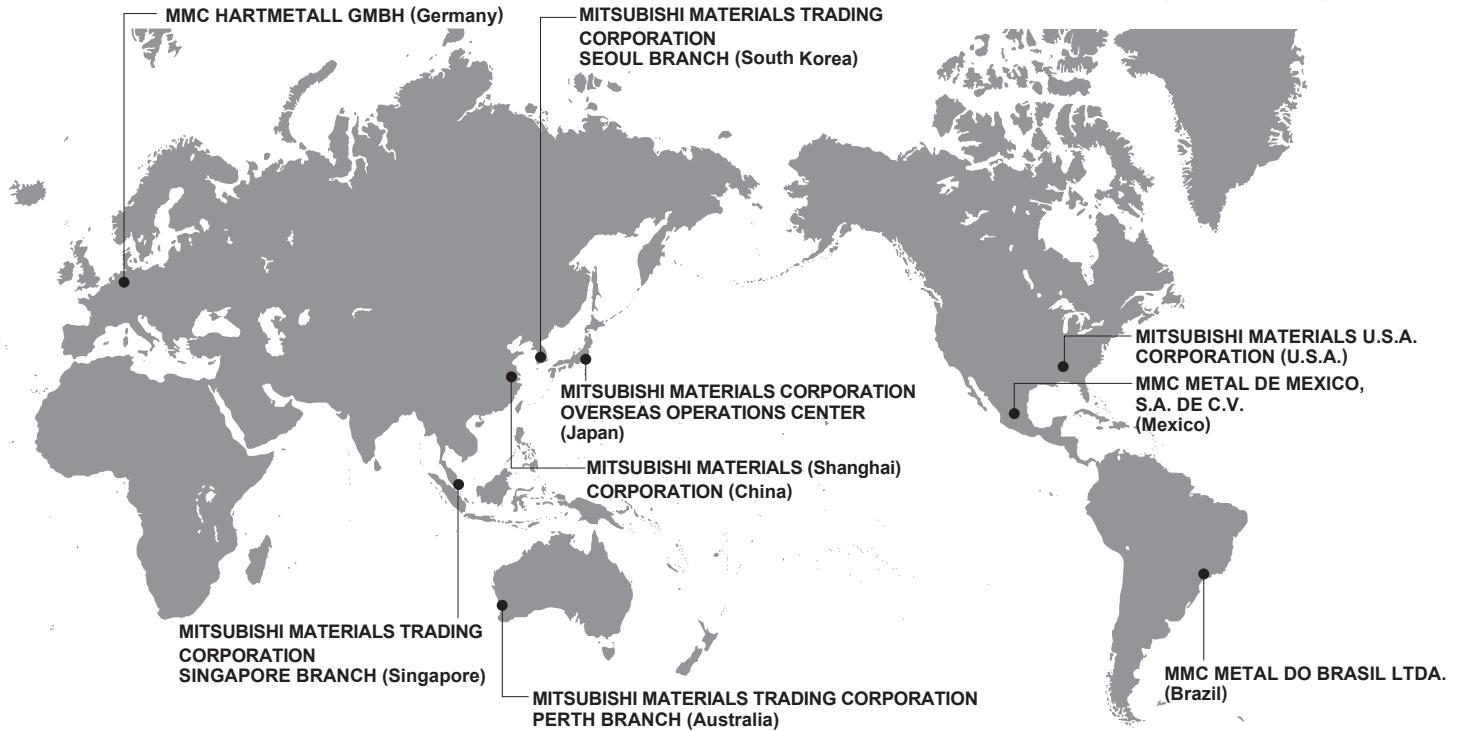 MMC HARTMETALL GMBH (Germany)
MITSUBISHI MATERIALS TRADING
CORPORATION
SEOUL BRANCH (South Korea)
MITSUBISHI MATERIALS U.S.A.
CORPORATION (U.S.A.)
MMC METAL DE MEXICO,
S.A. DE C.V.
(Mexico)
MITSUBISHI MATERIALS CORPORATION
OVERSEAS OPERATIONS CENTER
(Japan)
MITSUBISHI MATERIALS (Shanghai)
CORPORATION (China)
MITSUBISHI MATERIALS TRADING
CORPORATION
SINGAPORE BRANCH (Singapore)
MITSUBISHI MATERIALS TRADING CORPORATION
PERTH BRANCH (Australia)
MMC METAL DO BRASIL LTDA.
(Brazil)